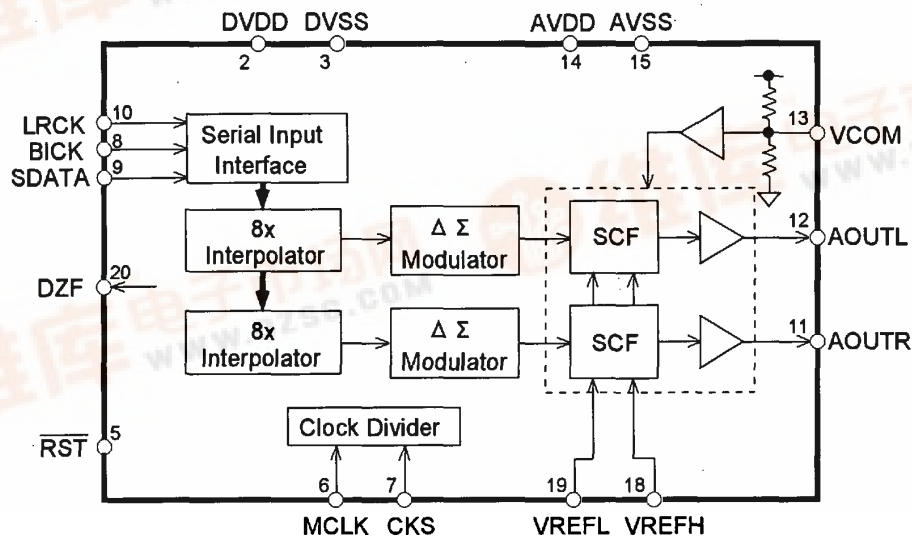 DVDD DVSS AVDD AVSS
2 3 14 15
LRCK 10
BICK 8
SDATA 9
Serial Input
Interface
13 VCOM
8x
Interpolator
Δ Σ
Modulator
SCF
12 AOUTL
DZF 20
8x
Interpolator
Δ Σ
Modulator
SCF
11 AOUTR
RST 5
Clock Divider
6 7 19 18
MCLK CKS VREFL VREFH